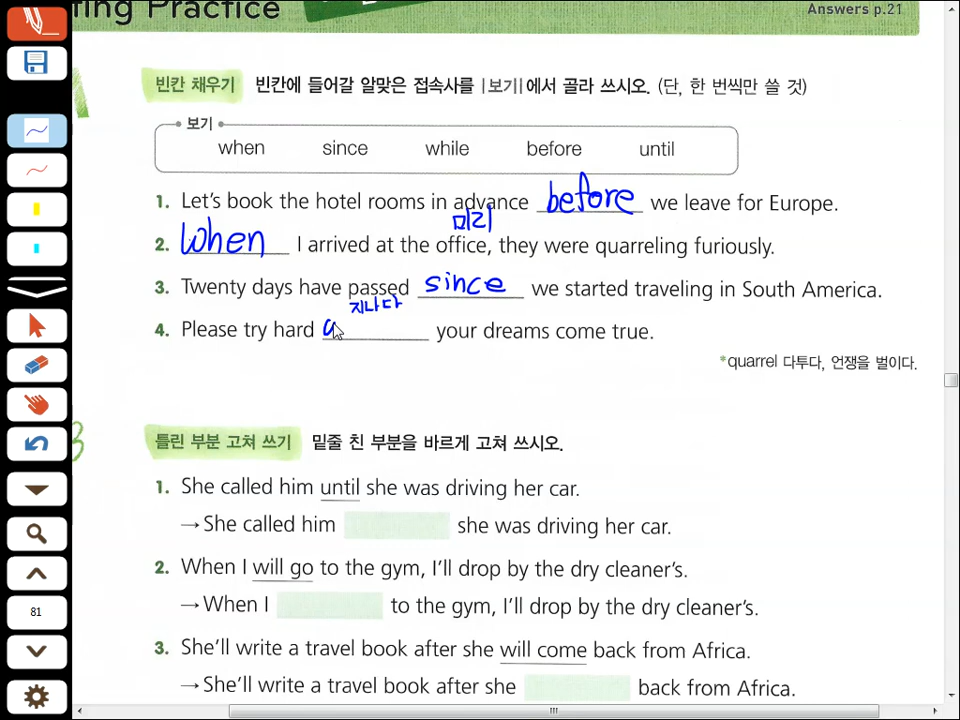 ing Practice
Answers p.21
빈칸 채우기 빈칸에 들어갈 알맞은 접속사를 |보기|에서 골라 쓰시오. (단, 한 번씩만 쓸 것)
보기
when since while before until
1. Let's book the hotel rooms in advance before we leave for Europe.
미리
2. when I arrived at the office, they were quarreling furiously.
3. Twenty days have passed since we started traveling in South America.
지나다
4. Please try hard your dreams come true.
*quarrel 다투다, 언쟁을 벌이다.
틀린 부분 고쳐 쓰기 밑줄 친 부분을 바르게 고쳐 쓰시오.
1. She called him until she was driving her car.
→ She called him she was driving her car.
2. When I will go to the gym, I'll drop by the dry cleaner's.
→ When I to the gym, I'll drop by the dry cleaner's.
81
3. She'll write a travel book after she will come back from Africa.
→ She'll write a travel book after she back from Africa.